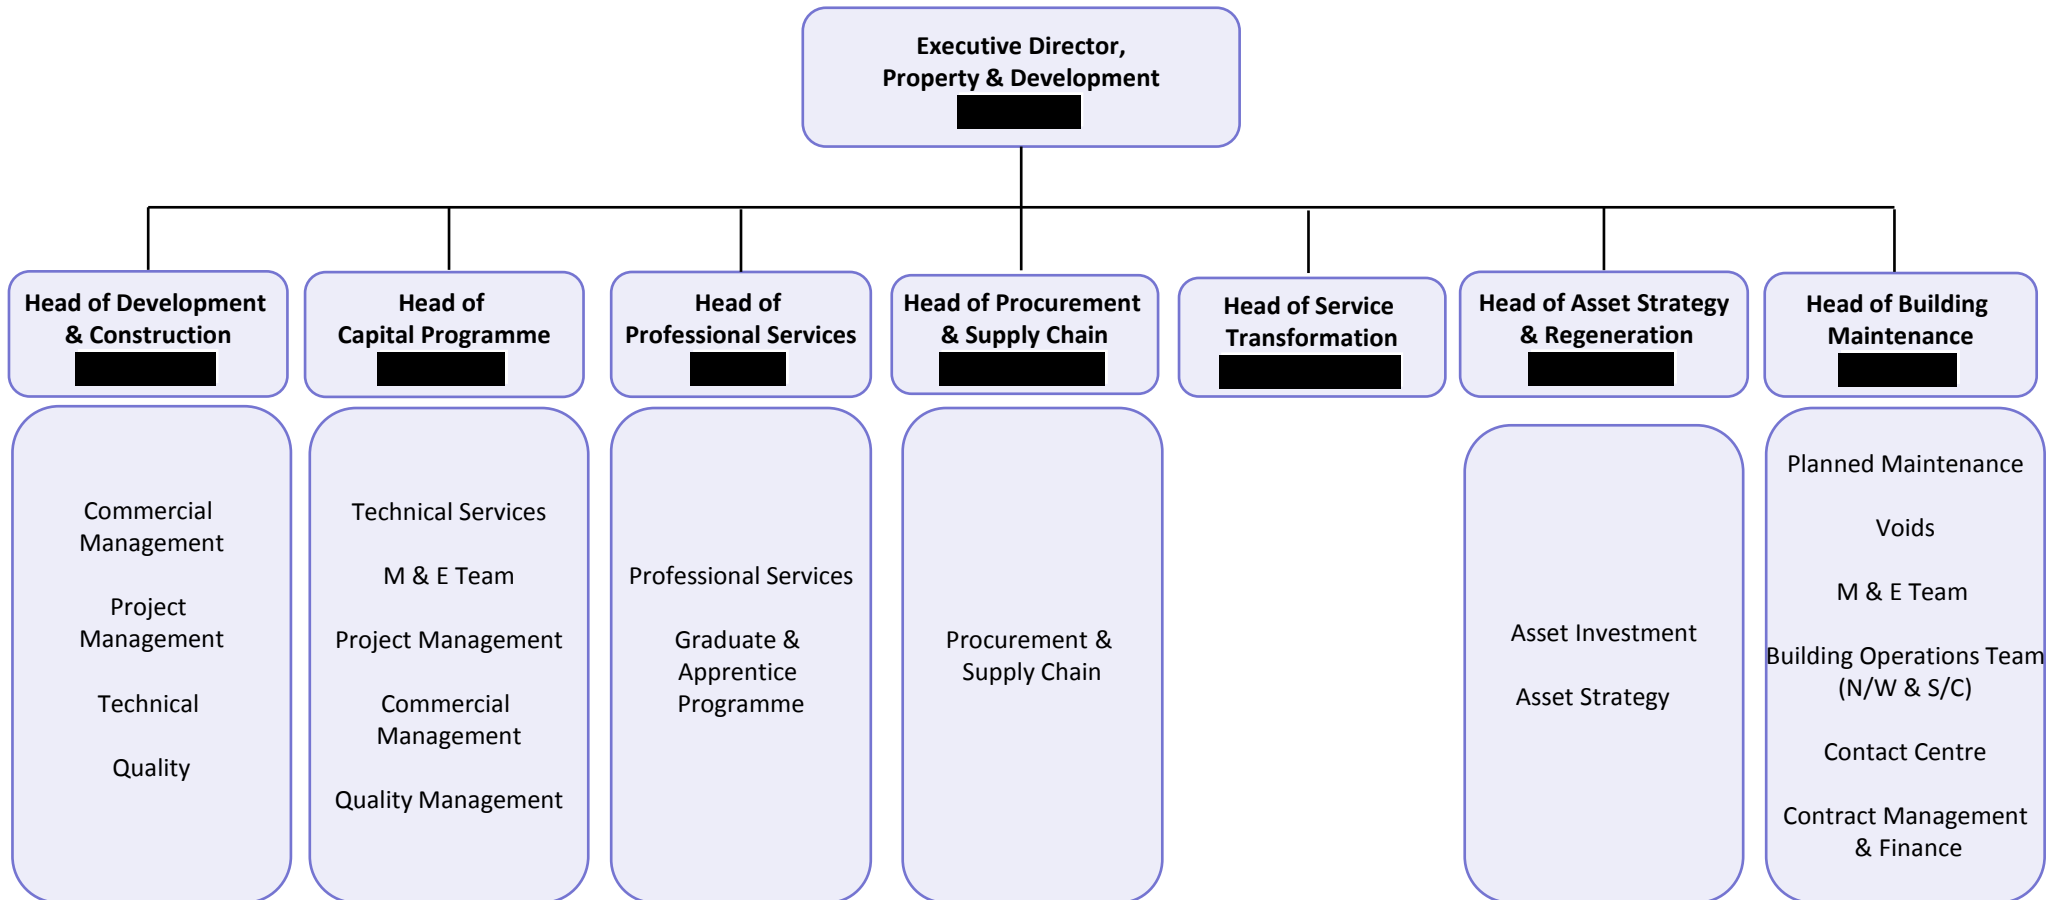 Executive Director,
Property & Development
Head of Development
& Construction
Head of
Capital Programme
Head of
Professional Services
Head of Procurement
& Supply Chain
Head of Service
Transformation
Head of Asset Strategy
& Regeneration
Head of Building
Maintenance
Commercial
Management
Project
Management
Technical
Quality
Technical Services
M & E Team
Project Management
Commercial
Management
Quality Management
Professional Services
Graduate &
Apprentice
Programme
Procurement &
Supply Chain
Asset Investment
Asset Strategy
Planned Maintenance
Voids
M & E Team
Building Operations Team
(N/W & S/C)
Contact Centre
Contract Management
& Finance